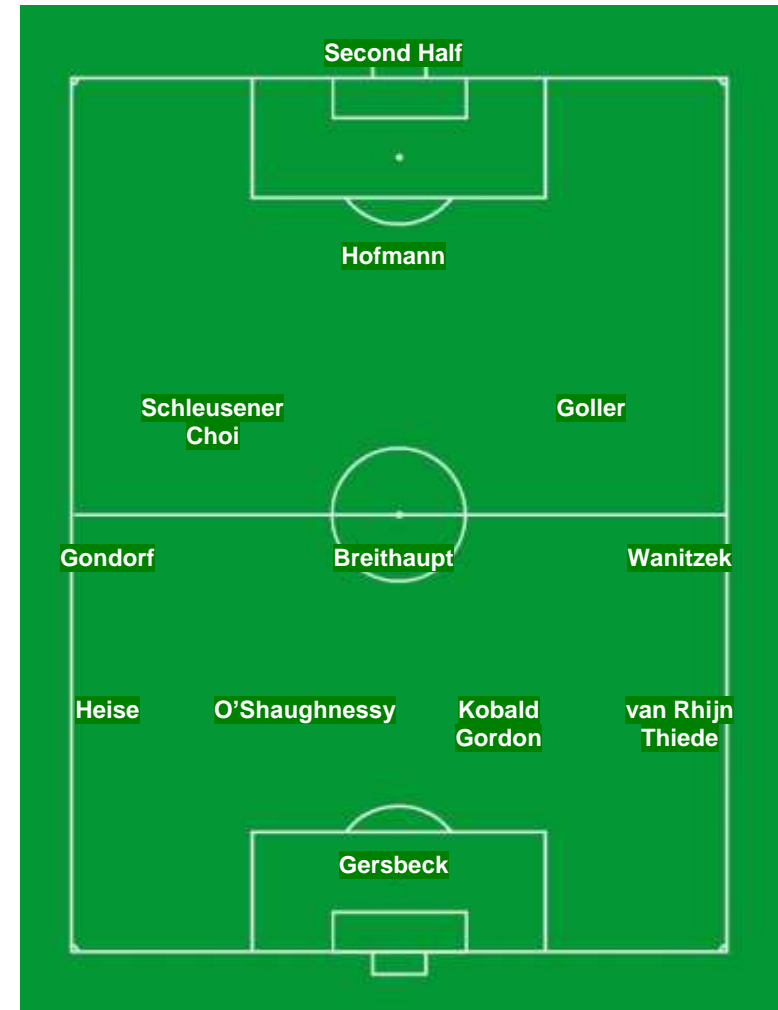 Second Half
Hofmann
Schleusener
Choi
Goller
Gondorf
Breithaupt
Wanitzek
Heise
O’Shaughnessy
Kobald
Gordon
van Rhijn
Thiede
Gersbeck